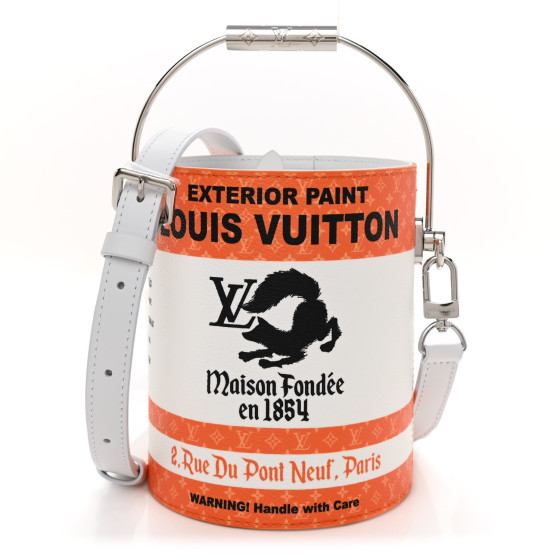 EXTERIOR PAINT
LOUIS VUITTON
LV
Maison Fondée
en 1854
2, Rue Du Pont Neuf, Paris
WARNING! Handle with Care